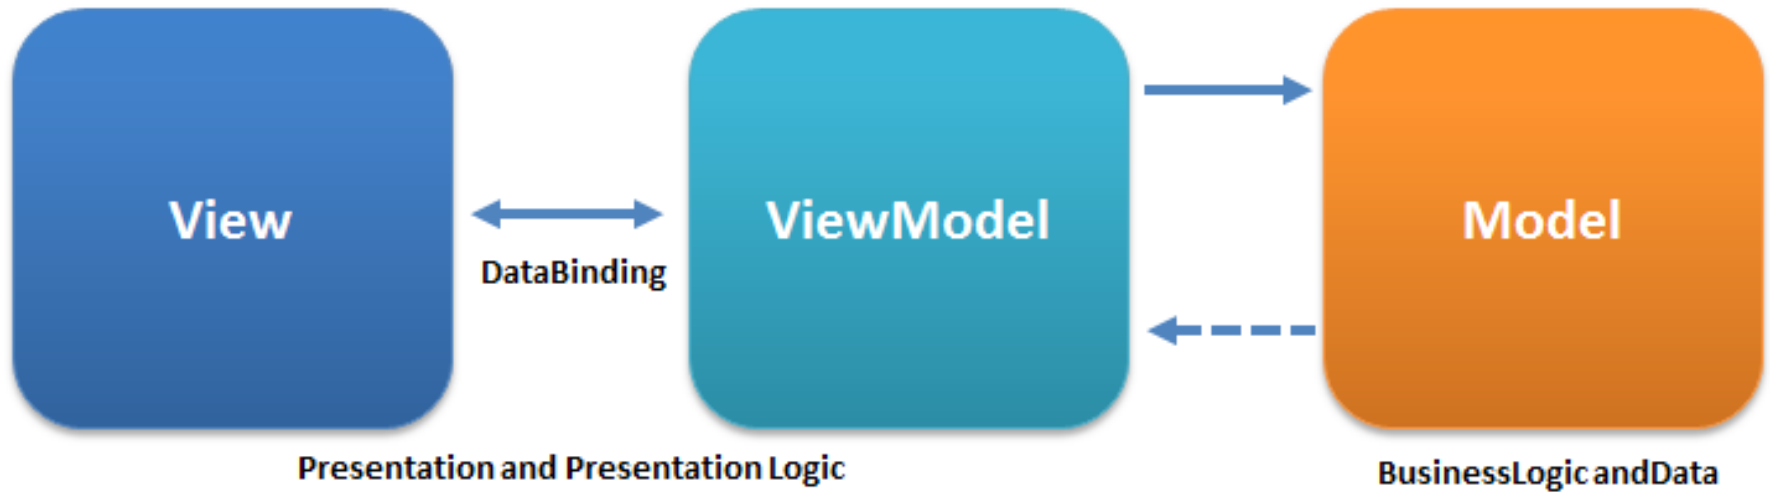 View
ViewModel
Model
DataBinding
Presentation and Presentation Logic
BusinessLogic andData